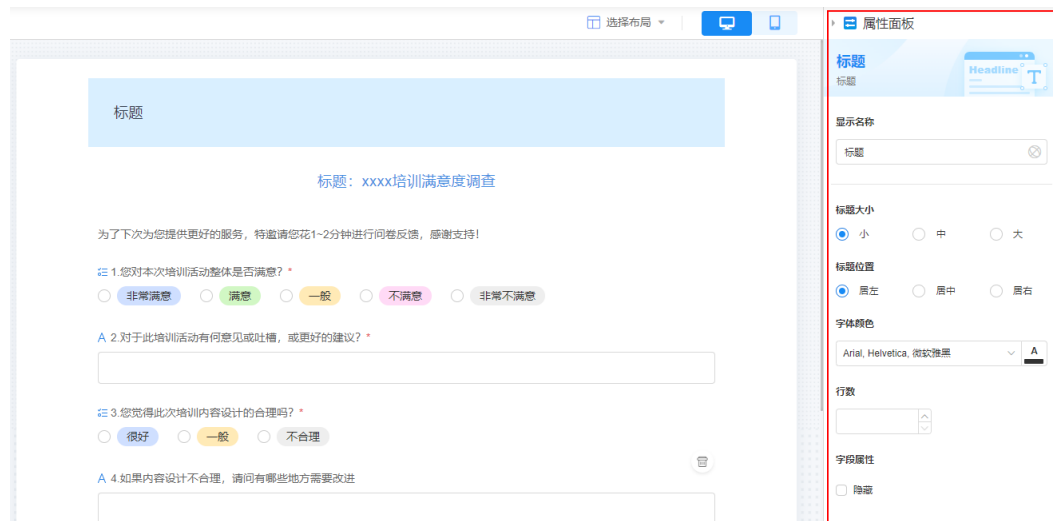 选择布局
属性面板
标题
标题
Headline
T
显示名称
标题
标题大小
小 中 大
标题位置
居左 居中 居右
字体颜色
Arial, Helvetica, 微软雅黑 A
行数
字段属性
隐藏
标题
标题：xxxx培训满意度调查
为了下次为您提供更好的服务，特邀请您花1~2分钟进行问卷反馈，感谢支持！
1.您对本次培训活动整体是否满意？ *
非常满意 满意 一般 不满意 非常不满意
A 2.对于此培训活动有何意见或吐槽，或更好的建议？ *
3.您觉得此次培训内容设计的合理吗？ *
很好 一般 不合理
A 4.如果内容设计不合理，请问有哪些地方需要改进